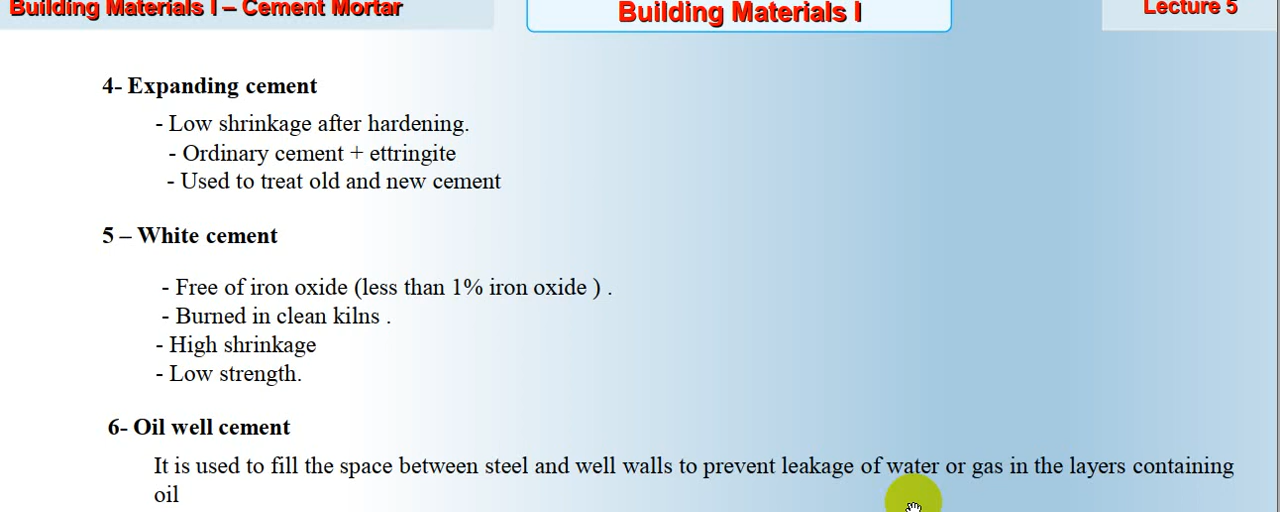 Building Materials I – Cement Mortar
Building Materials I
Lecture 5
4- Expanding cement
- Low shrinkage after hardening.
- Ordinary cement + ettringite
- Used to treat old and new cement
5 – White cement
- Free of iron oxide (less than 1% iron oxide ) .
- Burned in clean kilns .
- High shrinkage
- Low strength.
6- Oil well cement
It is used to fill the space between steel and well walls to prevent leakage of water or gas in the layers containing
oil